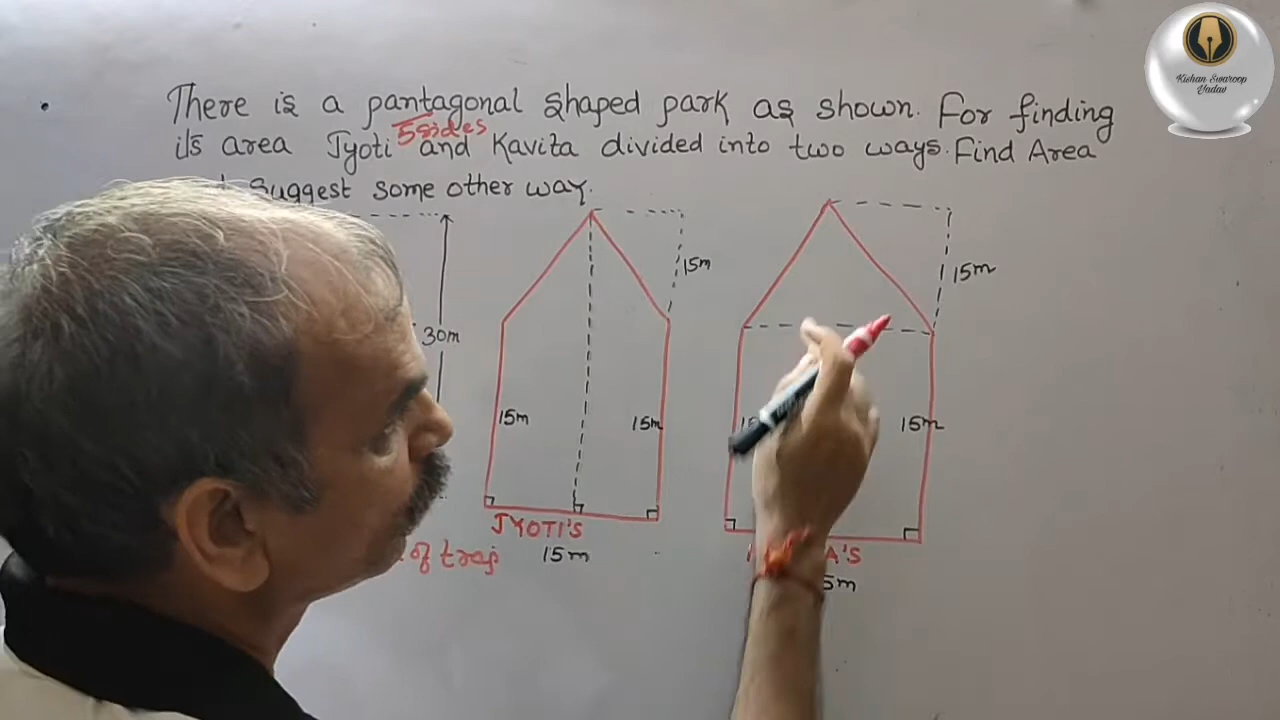 There is a pantagonal shaped park as shown. For finding
5 sides
its area Jyoti and Kavita divided into two ways. Find Area
Suggest some other way.
30m
15m
15m
15m
15m
15m
JYOTI'S
A'S
of trap
15m
5m
Kishan Swaroop
Yadav